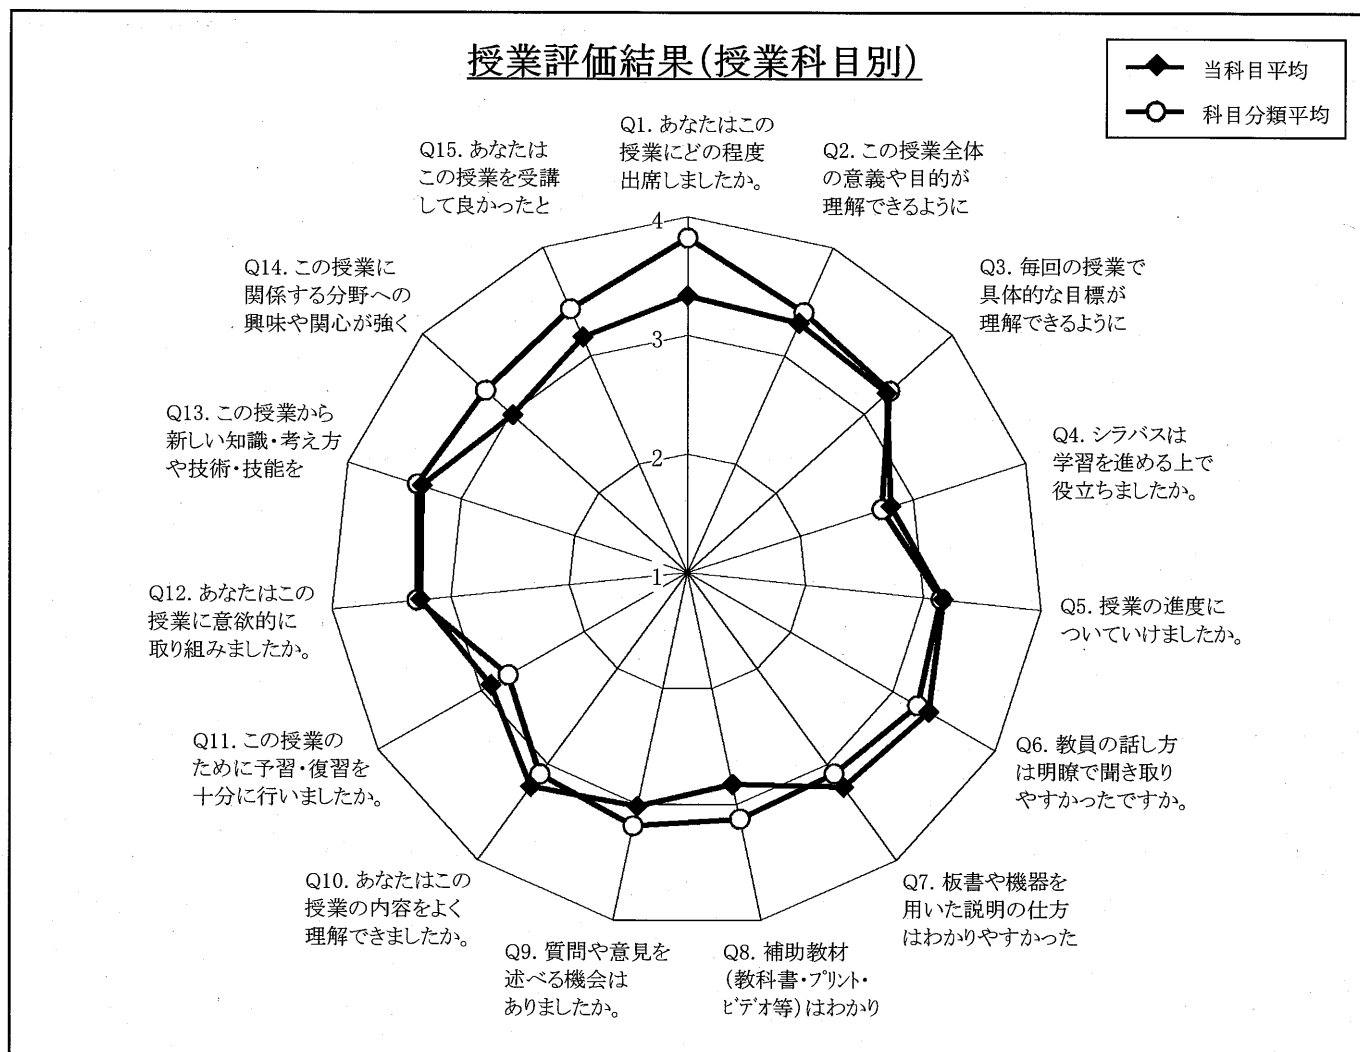 授業評価結果(授業科目別)
当科目平均
科目分類平均
Q1. あなたはこの
授業にどの程度
出席しましたか。
Q2. この授業全体
の意義や目的が
理解できるように
Q3. 毎回の授業で
具体的な目標が
理解できるように
Q4. シラバスは
学習を進める上で
役立ちましたか。
Q5. 授業の進度に
ついていけましたか。
Q6. 教員の話し方
は明瞭で聞き取り
やすかったですか。
Q7. 板書や機器を
用いた説明の仕方
はわかりやすかった
Q8. 補助教材
(教科書・プリント・
ビデオ等)はわかり
Q9. 質問や意見を
述べる機会は
ありましたか。
Q10. あなたはこの
授業の内容をよく
理解できましたか。
Q11. この授業の
ために予習・復習を
十分に行いましたか。
Q12. あなたはこの
授業に意欲的に
取り組みましたか。
Q13. この授業から
新しい知識・考え方
や技術・技能を
Q14. この授業に
関係する分野への
興味や関心が強く
Q15. あなたは
この授業を受講
して良かったと
4
3
2
1